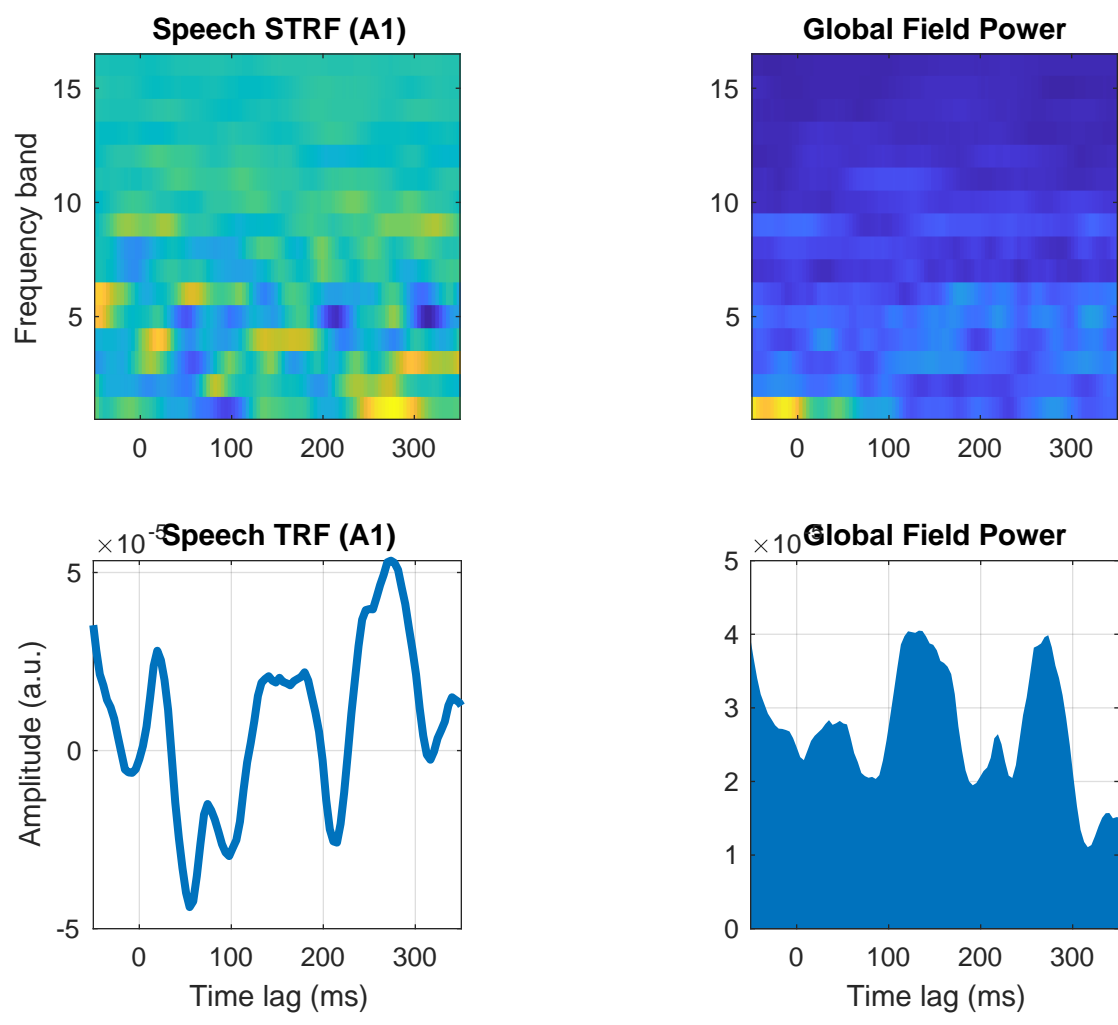 Speech STRF (A1)
Frequency band
15
10
5
0 100 200 300
Global Field Power
15
10
5
0 100 200 300
Speech TRF (A1)
×10⁻⁵
Amplitude (a.u.)
5
0
-5
0 100 200 300
Time lag (ms)
Global Field Power
×10⁻⁵
5
4
3
2
1
0
0 100 200 300
Time lag (ms)